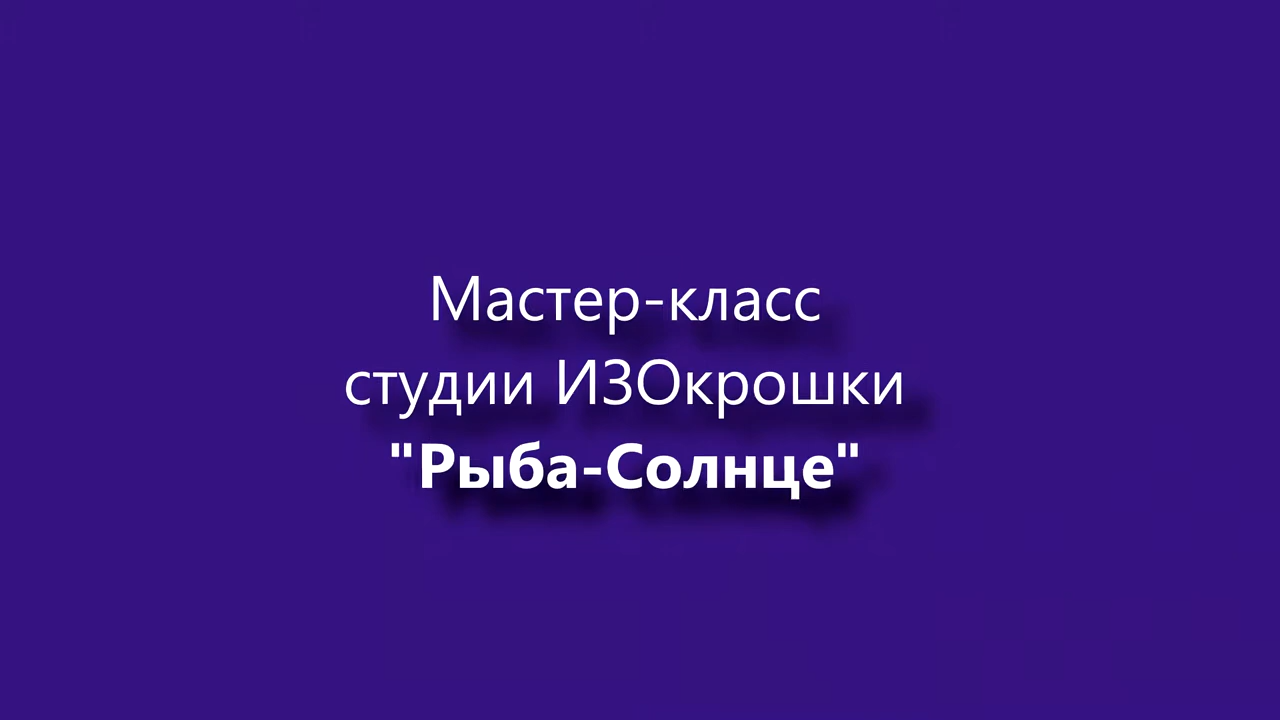 Мастер-класс
студии ИЗОкрошки
"Рыба-Солнце"